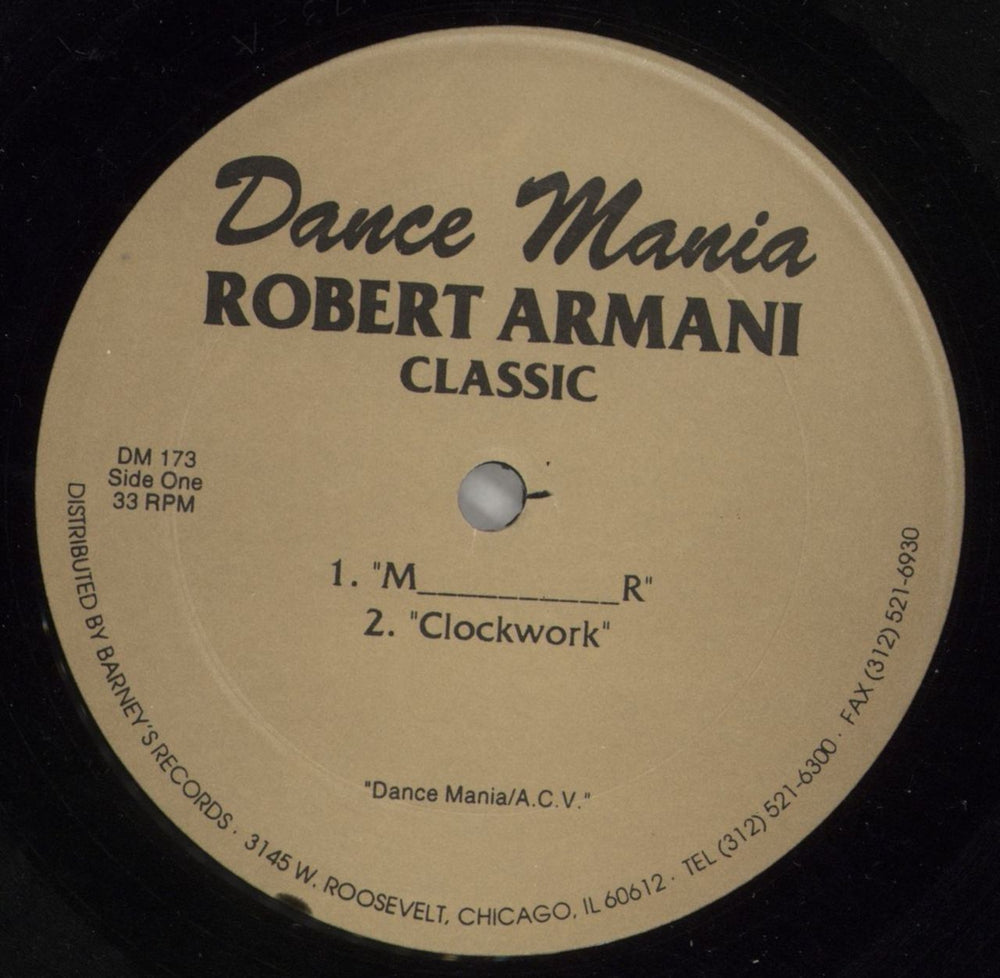 Dance Mania
ROBERT ARMANI
CLASSIC
DM 173
Side One
33 RPM
1. "M__________R"
2. "Clockwork"
"Dance Mania/A.C.V."
DISTRIBUTED BY BARNEY'S RECORDS · 3145 W. ROOSEVELT, CHICAGO, IL 60612 · TEL (312) 521-6300 · FAX (312) 521-6930